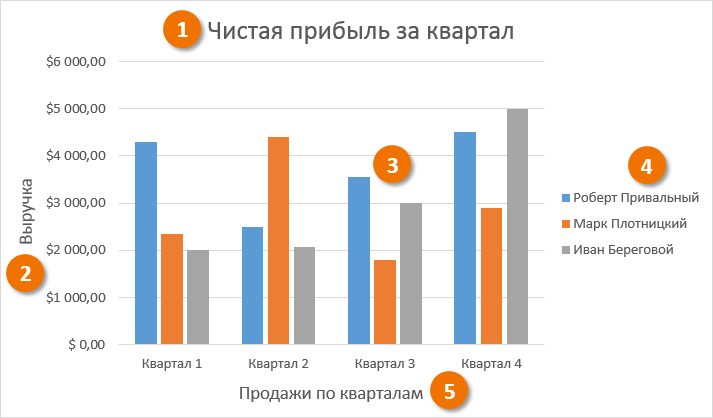 1 Чистая прибыль за квартал
$6 000,00
$5 000,00
$4 000,00
$3 000,00
$2 000,00
$1 000,00
$ 0,00
Выручка
2
3
Квартал 1 Квартал 2 Квартал 3 Квартал 4
Продажи по кварталам 5
4
Роберт Привальный
Марк Плотницкий
Иван Береговой